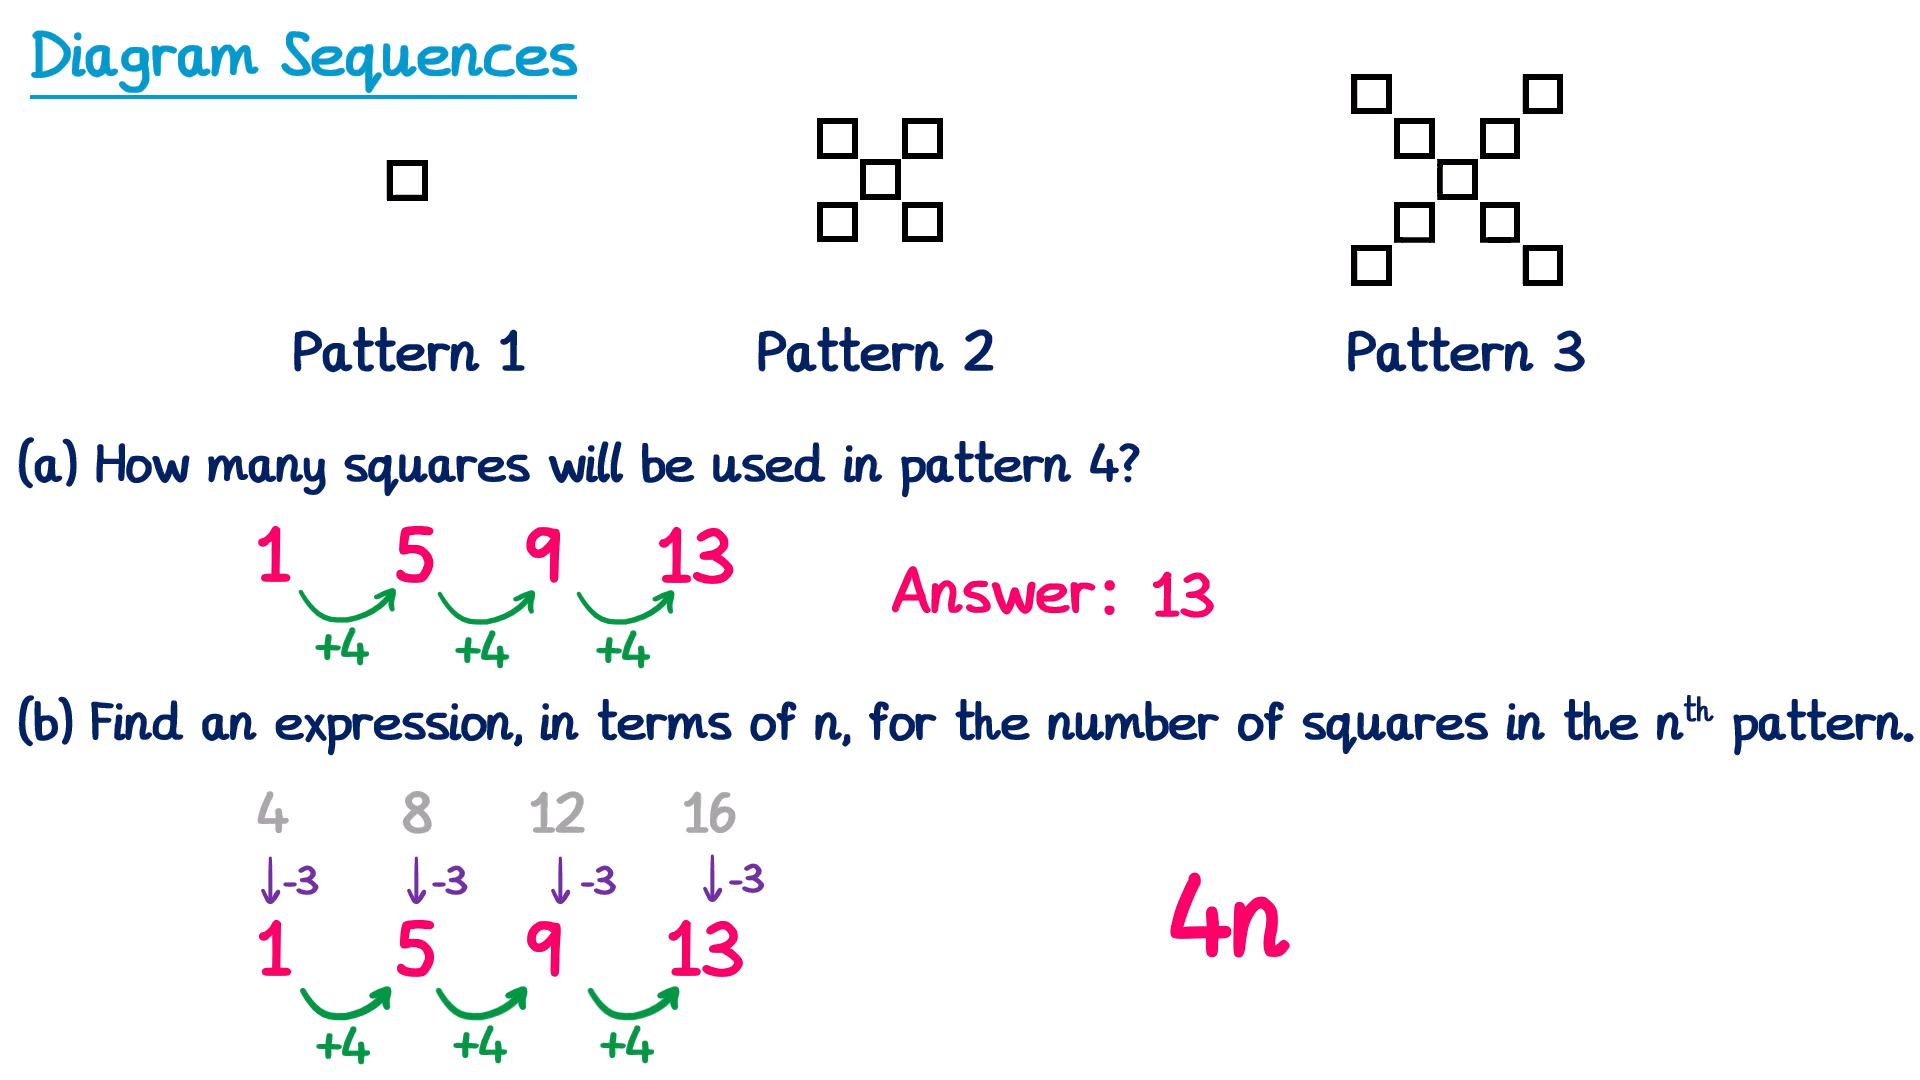 Diagram Sequences
Pattern 1 Pattern 2 Pattern 3
(a) How many squares will be used in pattern 4?
1 5 9 13
Answer: 13
+4 +4 +4
(b) Find an expression, in terms of n, for the number of squares in the nth pattern.
4 8 12 16
-3 -3 -3 -3
4n
1 5 9 13
+4 +4 +4